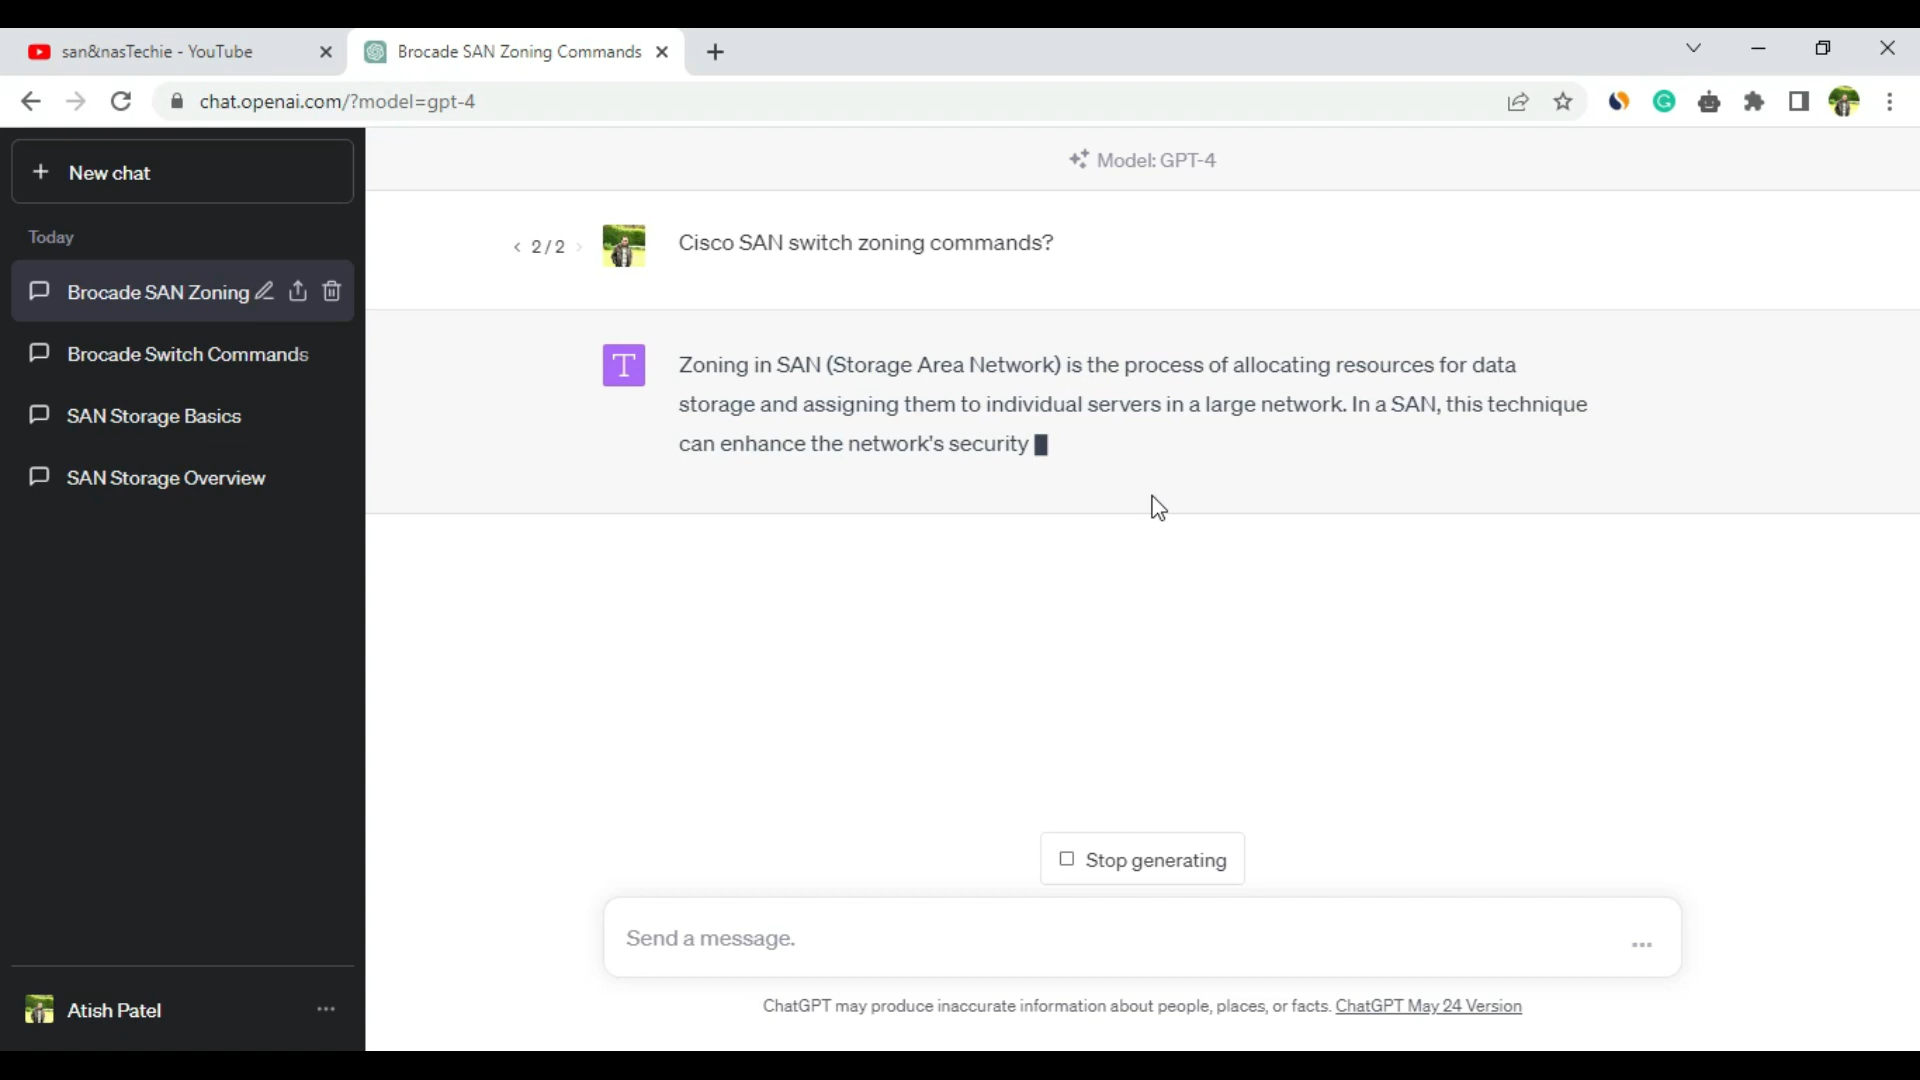 san&nasTechie - YouTube
Brocade SAN Zoning Commands
chat.openai.com/?model=gpt-4
New chat
Model: GPT-4
Today
2 / 2
Cisco SAN switch zoning commands?
Brocade SAN Zoning
Brocade Switch Commands
SAN Storage Basics
SAN Storage Overview
T
Zoning in SAN (Storage Area Network) is the process of allocating resources for data
storage and assigning them to individual servers in a large network. In a SAN, this technique
can enhance the network's security
Stop generating
Send a message.
ChatGPT may produce inaccurate information about people, places, or facts. ChatGPT May 24 Version
Atish Patel